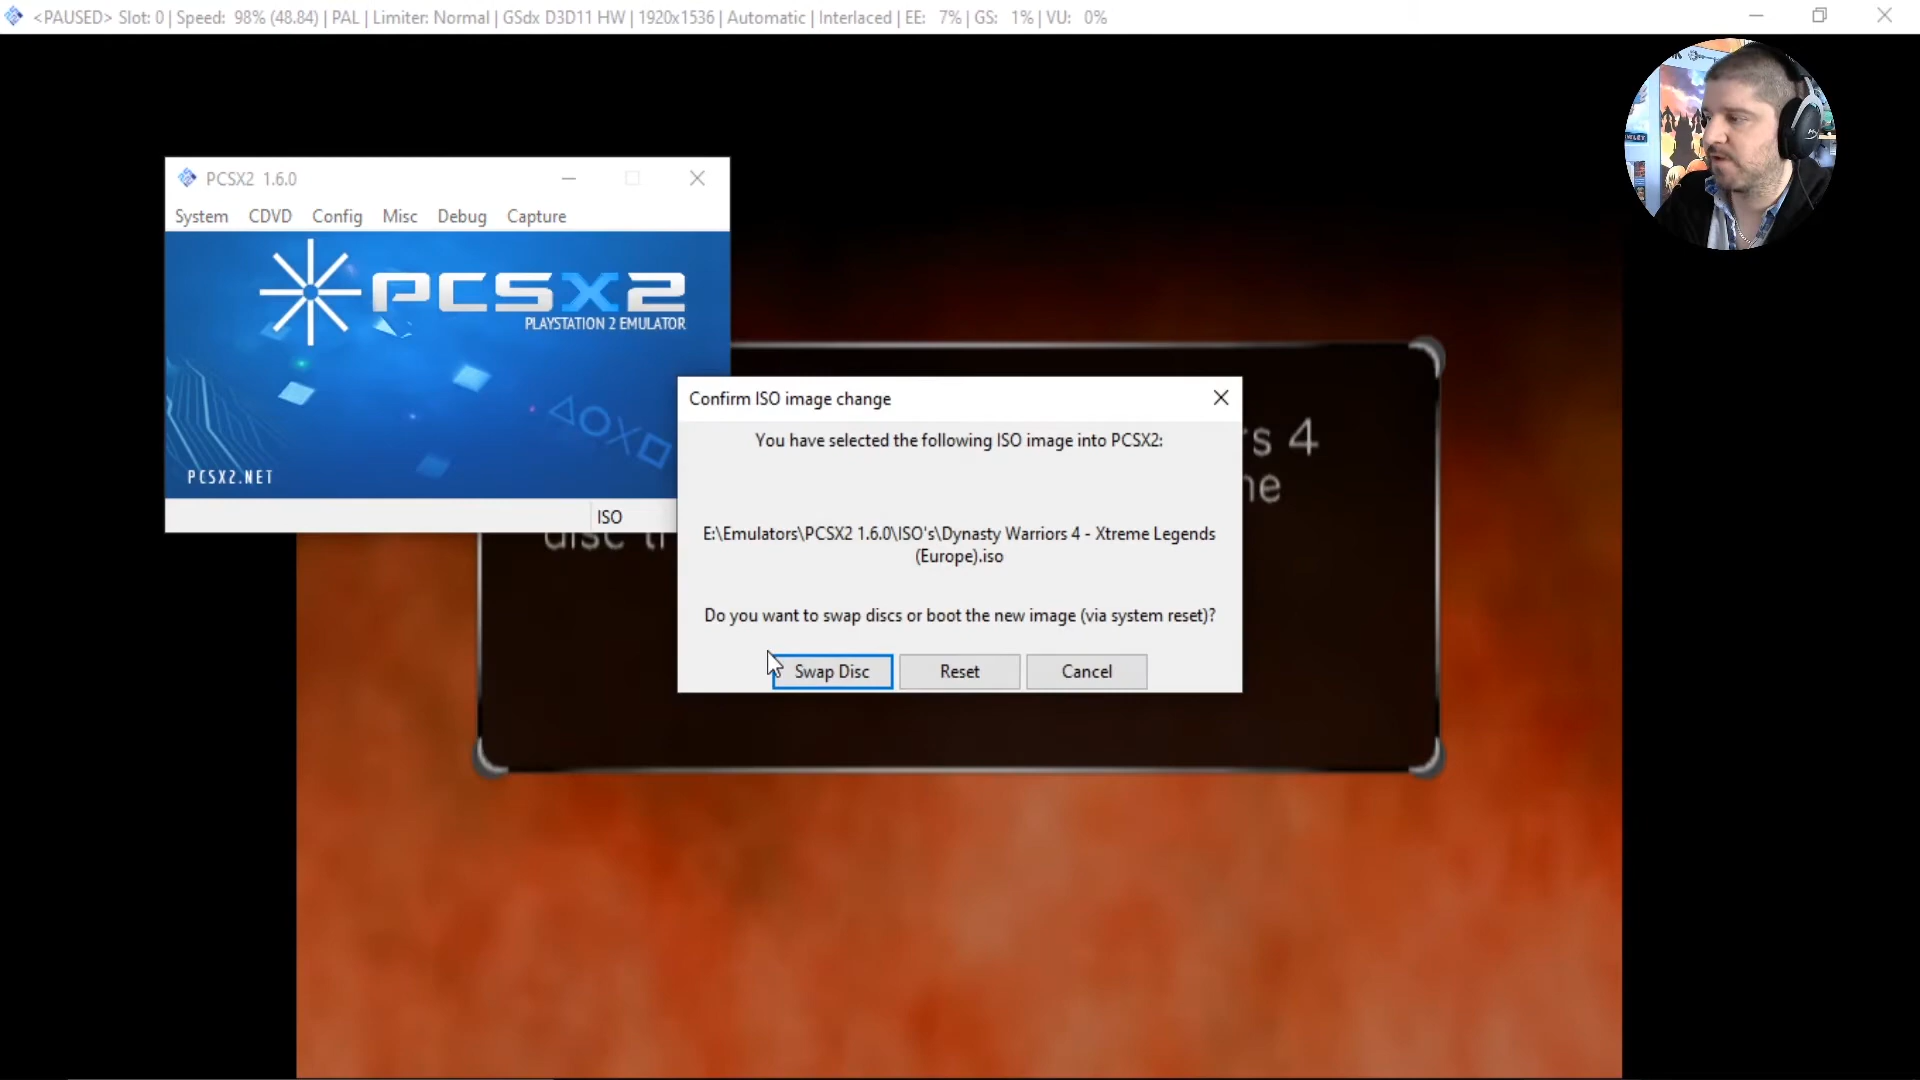 <PAUSED> Slot: 0 | Speed: 98% (48.84) | PAL | Limiter: Normal | GSdx D3D11 HW | 1920x1536 | Automatic | Interlaced | EE: 7% | GS: 1% | VU: 0%
PCSX2 1.6.0
System CDVD Config Misc Debug Capture
PCSX2
PLAYSTATION 2 EMULATOR
PCSX2.NET
ISO
Confirm ISO image change
You have selected the following ISO image into PCSX2:
E:\Emulators\PCSX2 1.6.0\ISO's\Dynasty Warriors 4 - Xtreme Legends
(Europe).iso
Do you want to swap discs or boot the new image (via system reset)?
Swap Disc Reset Cancel
4
disc